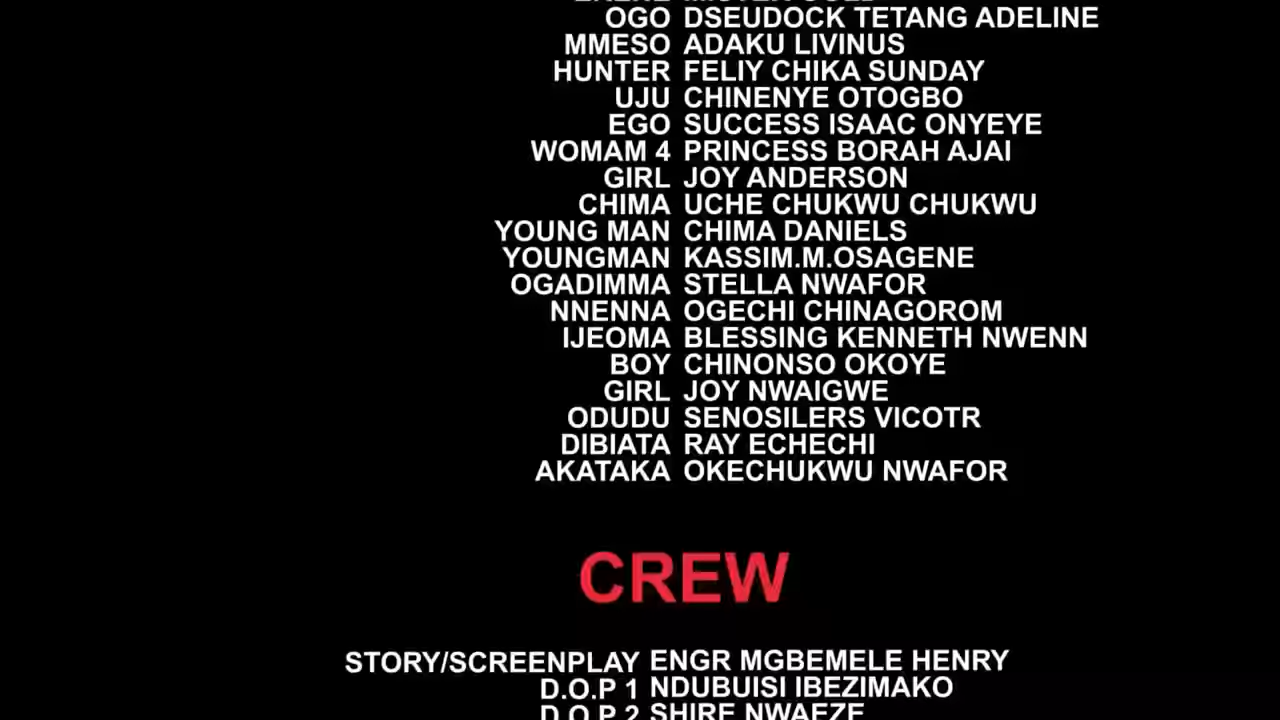 OGO DSEUDOCK TETANG ADELINE
MMESO ADAKU LIVINUS
HUNTER FELIY CHIKA SUNDAY
UJU CHINENYE OTOGBO
EGO SUCCESS ISAAC ONYEYE
WOMAM 4 PRINCESS BORAH AJAI
GIRL JOY ANDERSON
CHIMA UCHE CHUKWU CHUKWU
YOUNG MAN CHIMA DANIELS
YOUNGMAN KASSIM.M.OSAGENE
OGADIMMA STELLA NWAFOR
NNENNA OGECHI CHINAGOROM
IJEOMA BLESSING KENNETH NWENN
BOY CHINONSO OKOYE
GIRL JOY NWAIGWE
ODUDU SENOSILERS VICOTR
DIBIATA RAY ECHECHI
AKATAKA OKECHUKWU NWAFOR
CREW
STORY/SCREENPLAY ENGR MGBEMELE HENRY
D.O.P 1 NDUBUISI IBEZIMAKO
D.O.P 2 SHIRE NWAEZE